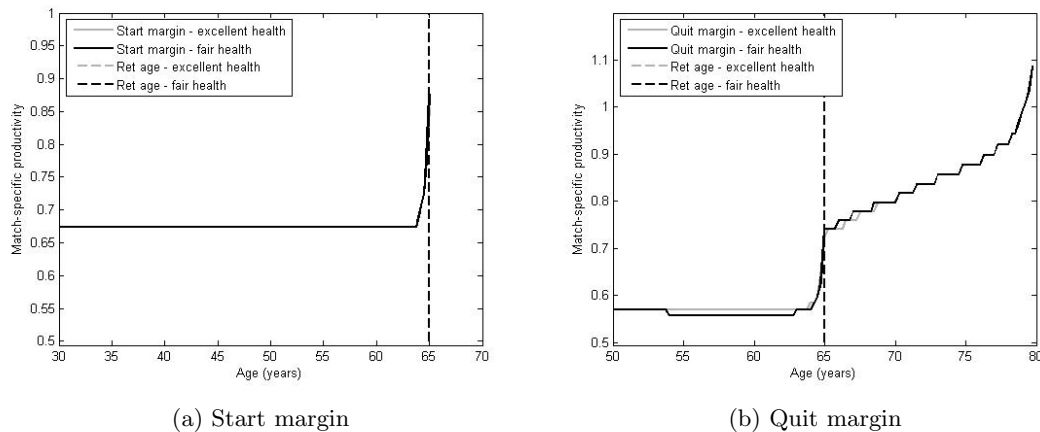 1
0.95
0.9
0.85
0.8
0.75
0.7
0.65
0.6
0.55
0.5
Match-specific productivity
Start margin - excellent health
Start margin - fair health
Ret age - excellent health
Ret age - fair health
30 35 40 45 50 55 60 65 70
Age (years)
(a) Start margin
1.1
1
0.9
0.8
0.7
0.6
0.5
Match-specific productivity
Quit margin - excellent health
Quit margin - fair health
Ret age - excellent health
Ret age - fair health
50 55 60 65 70 75 80
Age (years)
(b) Quit margin